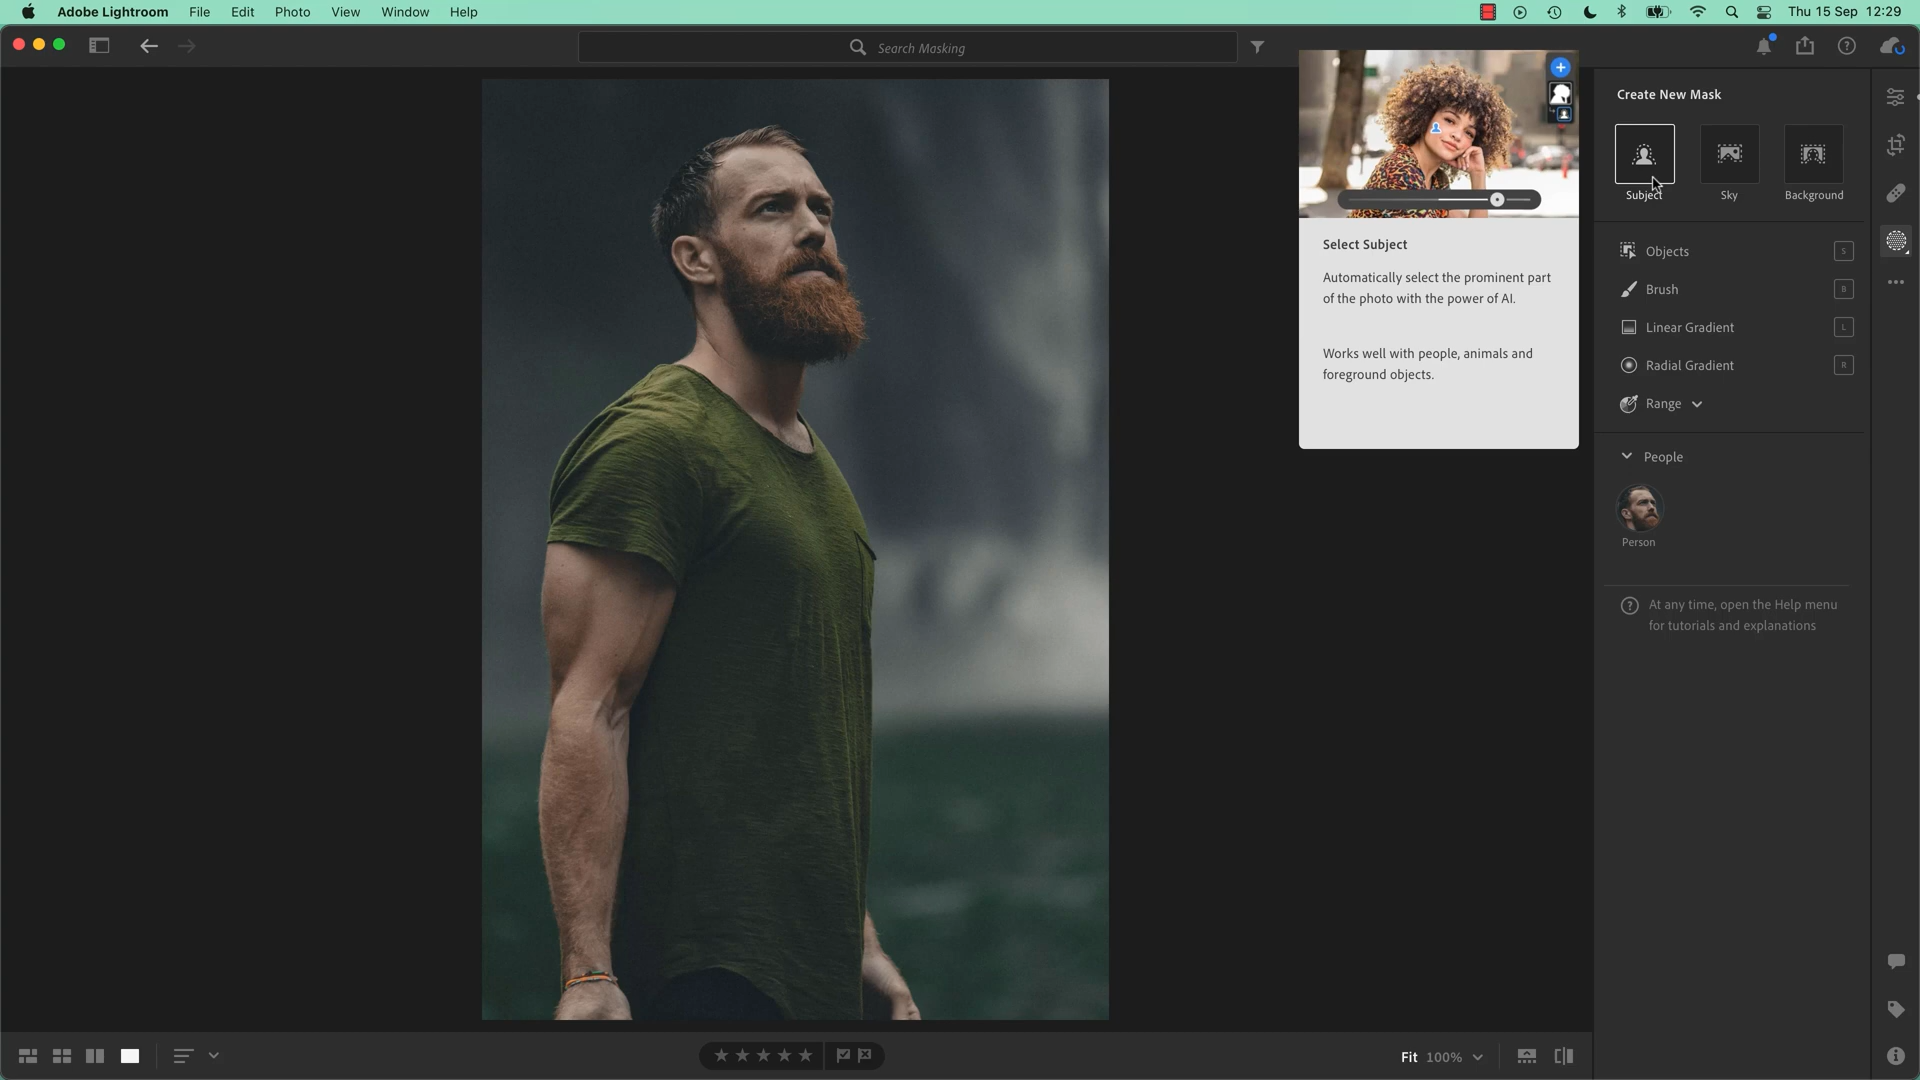 Adobe Lightroom File Edit Photo View Window Help Thu 15 Sep 12:29
Search Masking
Create New Mask
Subject Sky Background
Select Subject
Automatically select the prominent part
of the photo with the power of AI.
Works well with people, animals and
foreground objects.
Objects S
Brush B
Linear Gradient L
Radial Gradient R
Range
People
Person
At any time, open the Help menu
for tutorials and explanations
Fit 100%